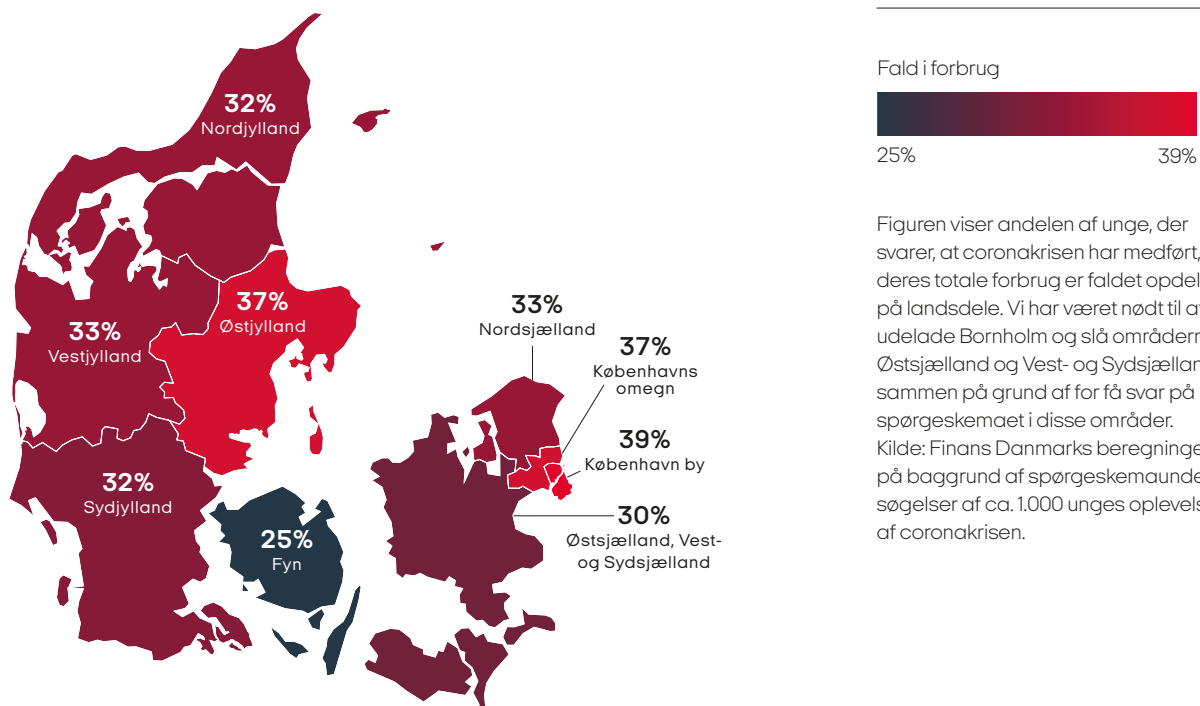 32%
Nordjylland
37%
Østjylland
33%
Vestjylland
32%
Sydjylland
25%
Fyn
33%
Nordsjælland
37%
Københavns
omegn
39%
København by
30%
Østsjælland, Vest-
og Sydsjælland
Fald i forbrug
25%
39%
Figuren viser andelen af unge, der
svarer, at coronakrisen har medført,
deres totale forbrug er faldet opdel
på landsdele. Vi har været nødt til a
udelade Bornholm og slå områdern
Østsjælland og Vest- og Sydsjællan
sammen på grund af for få svar på
spørgeskemaet i disse områder.
Kilde: Finans Danmarks beregninge
på baggrund af spørgeskemaunde
søgelser af ca. 1.000 unges oplevels
af coronakrisen.